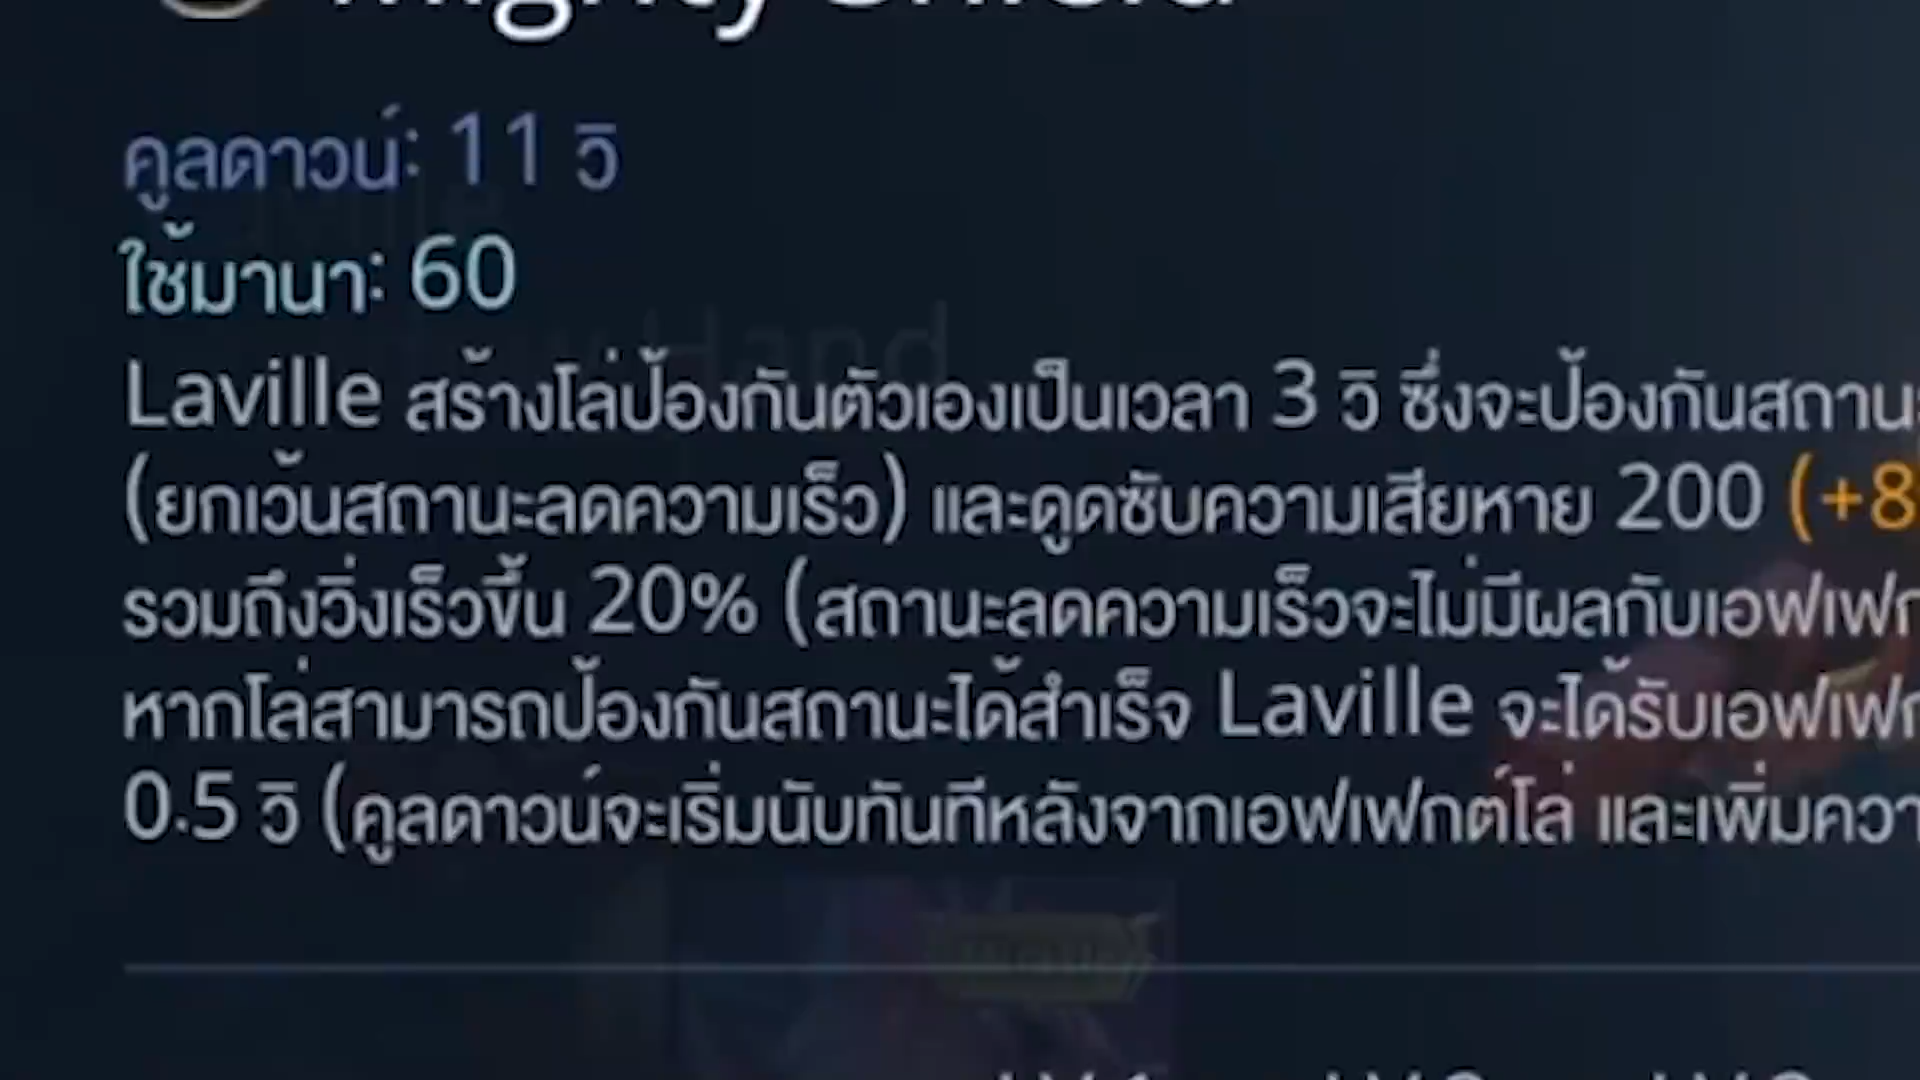 Mighty Shield
คูลดาวน์: 11 วิ
ใช้มานา: 60
Laville สร้างโล่ป้องกันตัวเองเป็นเวลา 3 วิ ซึ่งจะป้องกันสถานะ
(ยกเว้นสถานะลดความเร็ว) และดูดซับความเสียหาย 200 (+8
รวมถึงวิ่งเร็วขึ้น 20% (สถานะลดความเร็วจะไม่มีผลกับเอฟเฟก
หากโล่สามารถป้องกันสถานะได้สำเร็จ Laville จะได้รับเอฟเฟก
0.5 วิ (คูลดาวน์จะเริ่มนับทันทีหลังจากเอฟเฟกต์โล่ และเพิ่มควา